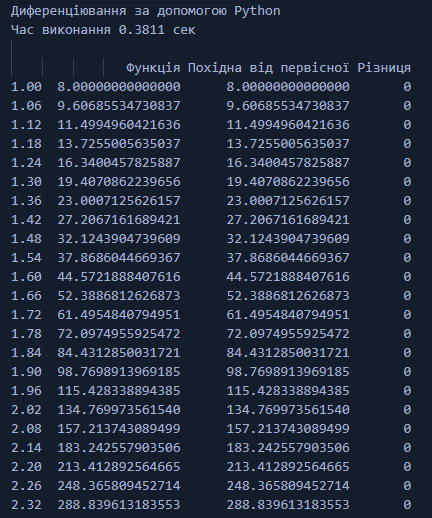 Диференціювання за допомогою Python
Час виконання 0.3811 сек
Функція Похідна від первісної Різниця
1.00 8.00000000000000 8.00000000000000 0
1.06 9.60685534730837 9.60685534730837 0
1.12 11.4994960421636 11.4994960421636 0
1.18 13.7255005635037 13.7255005635037 0
1.24 16.3400457825887 16.3400457825887 0
1.30 19.4070862239656 19.4070862239656 0
1.36 23.0007125626157 23.0007125626157 0
1.42 27.2067161689421 27.2067161689421 0
1.48 32.1243904739609 32.1243904739609 0
1.54 37.8686044669367 37.8686044669367 0
1.60 44.5721888407616 44.5721888407616 0
1.66 52.3886812626873 52.3886812626873 0
1.72 61.4954840794951 61.4954840794951 0
1.78 72.0974955925472 72.0974955925472 0
1.84 84.4312850031721 84.4312850031721 0
1.90 98.7698913969185 98.7698913969185 0
1.96 115.428338894385 115.428338894385 0
2.02 134.769973561540 134.769973561540 0
2.08 157.213743089499 157.213743089499 0
2.14 183.242557903506 183.242557903506 0
2.20 213.412892564665 213.412892564665 0
2.26 248.365809452714 248.365809452714 0
2.32 288.839613183553 288.839613183553 0